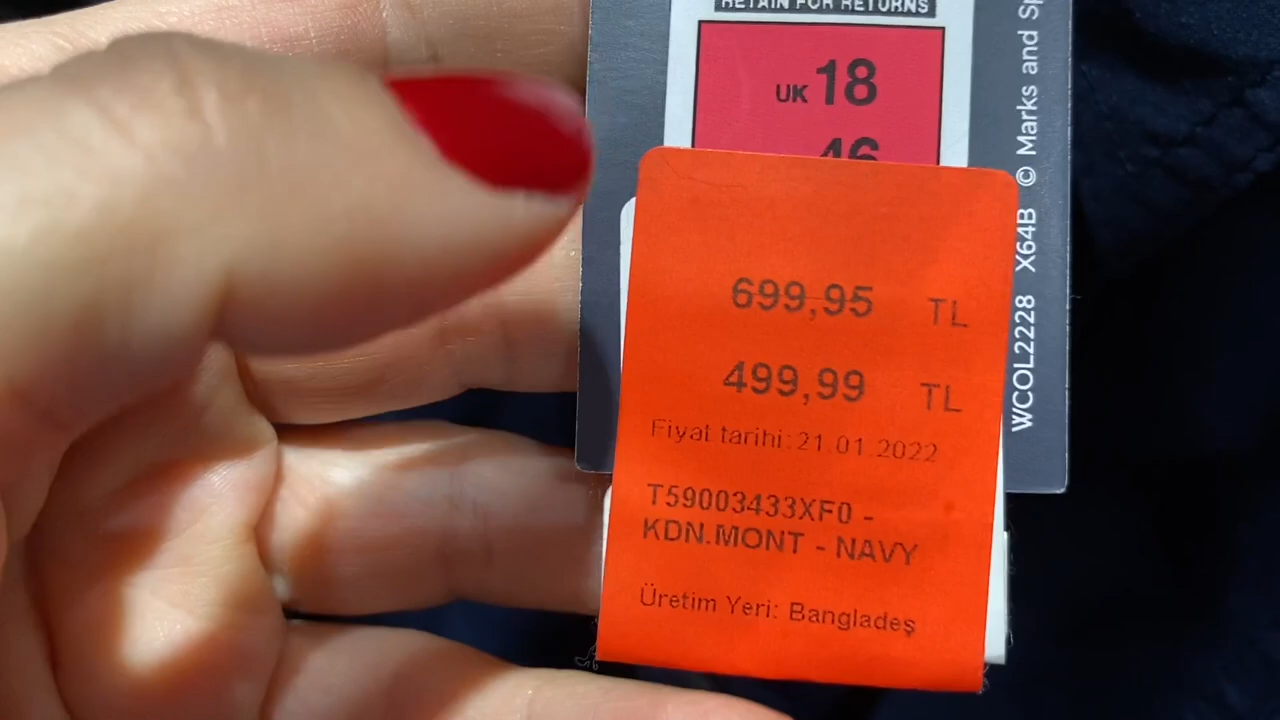 RETAIN FOR RETURNS
UK 18
46
699,95 TL
499,99 TL
Fiyat tarihi:21.01.2022
T59003433XF0 -
KDN.MONT - NAVY
Üretim Yeri: Bangladeş
WCOL2228 X64B © Marks and